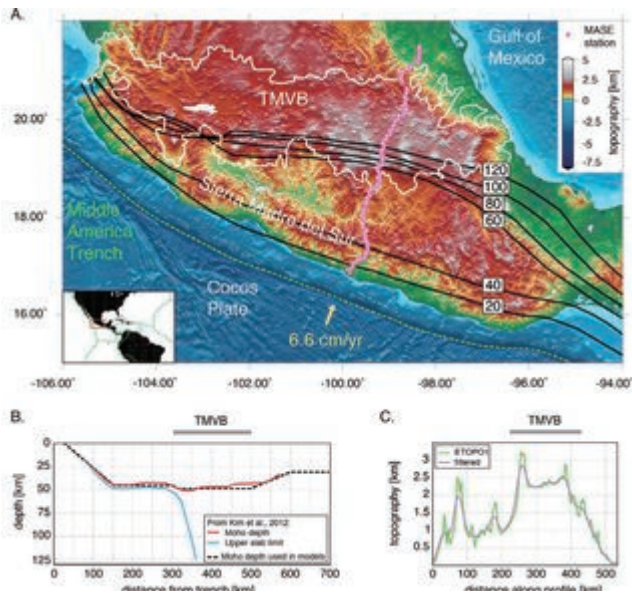 A.
MASE
station
Gulf of
Mexico
5
2.5
0
-2.5
-5
-7.5
topography [km]
TMVB
20.00°
18.00°
16.00°
Sierra Madre del Sur
Middle
America
Trench
Cocos
Plate
6.6 cm/yr
120
100
80
60
40
20
-106.00°
-104.00°
-102.00°
-100.00°
-98.00°
-96.00°
-94.00°
B.
TMVB
depth [km]
0
25
50
75
100
125
From Kim et al., 2012:
Moho depth
Upper slab limit
Moho depth used in models
0 100 200 300 400 500 600 700
distance from trench [km]
C.
TMVB
topography [km]
3
2.5
2
1.5
1
0.5
ETOPO1
filtered
0 100 200 300 400 500
distance along profile [km]